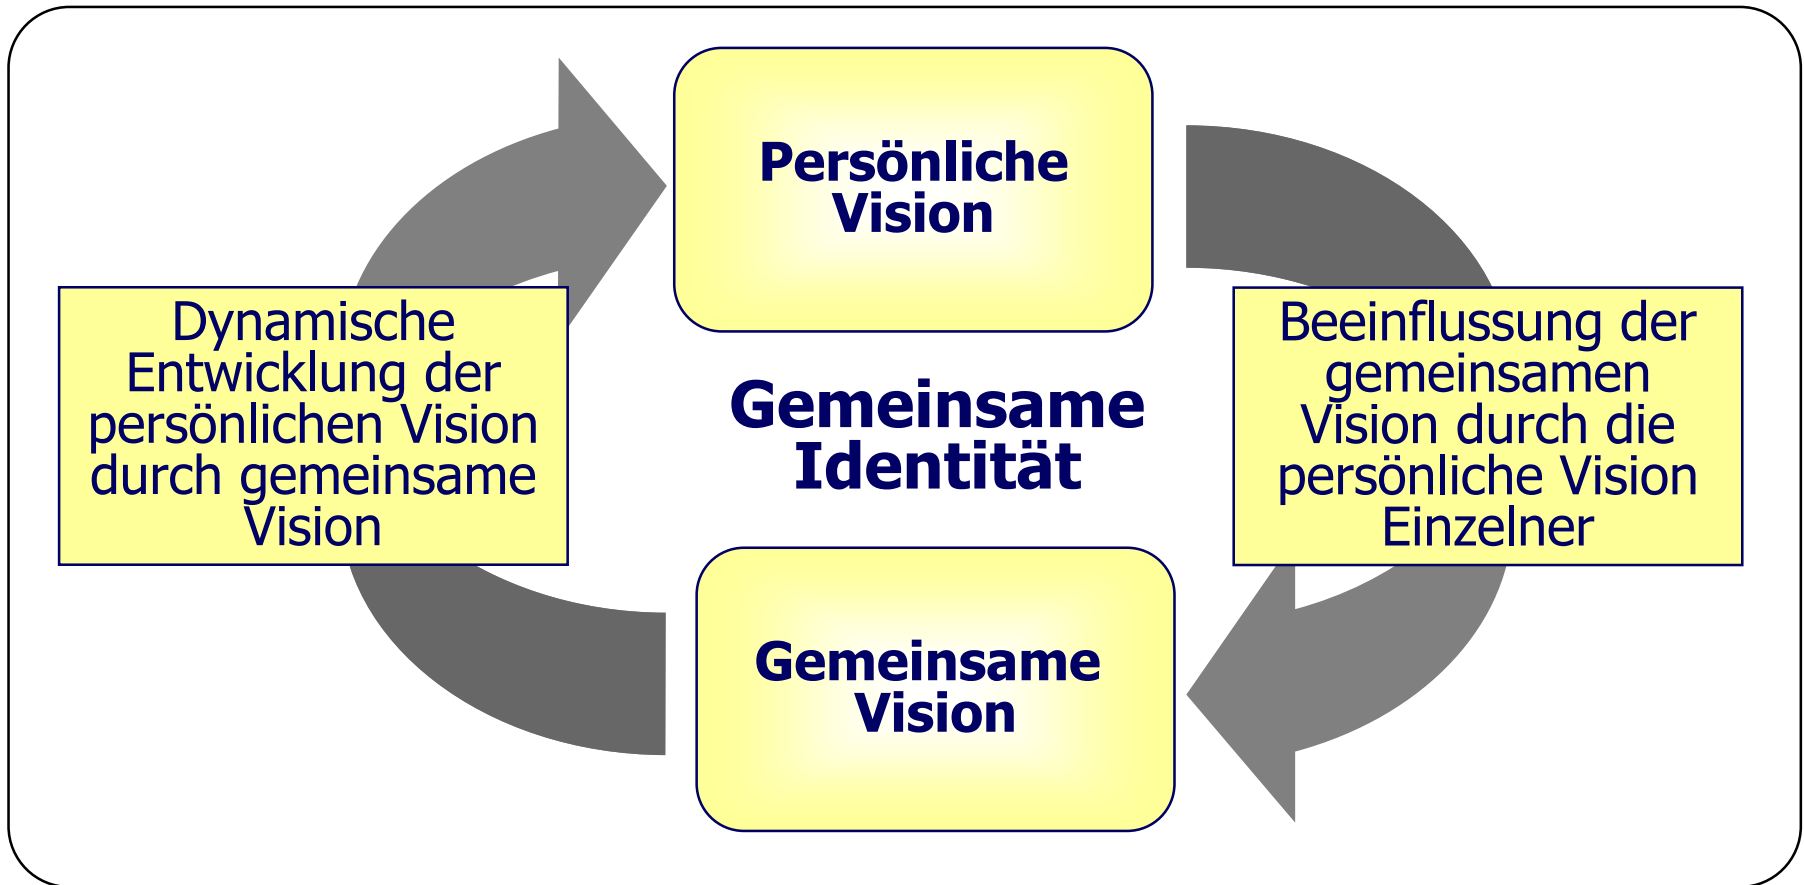 Persönliche
Vision
Dynamische
Entwicklung der
persönlichen Vision
durch gemeinsame
Vision
Gemeinsame
Identität
Beeinflussung der
gemeinsamen
Vision durch die
persönliche Vision
Einzelner
Gemeinsame
Vision